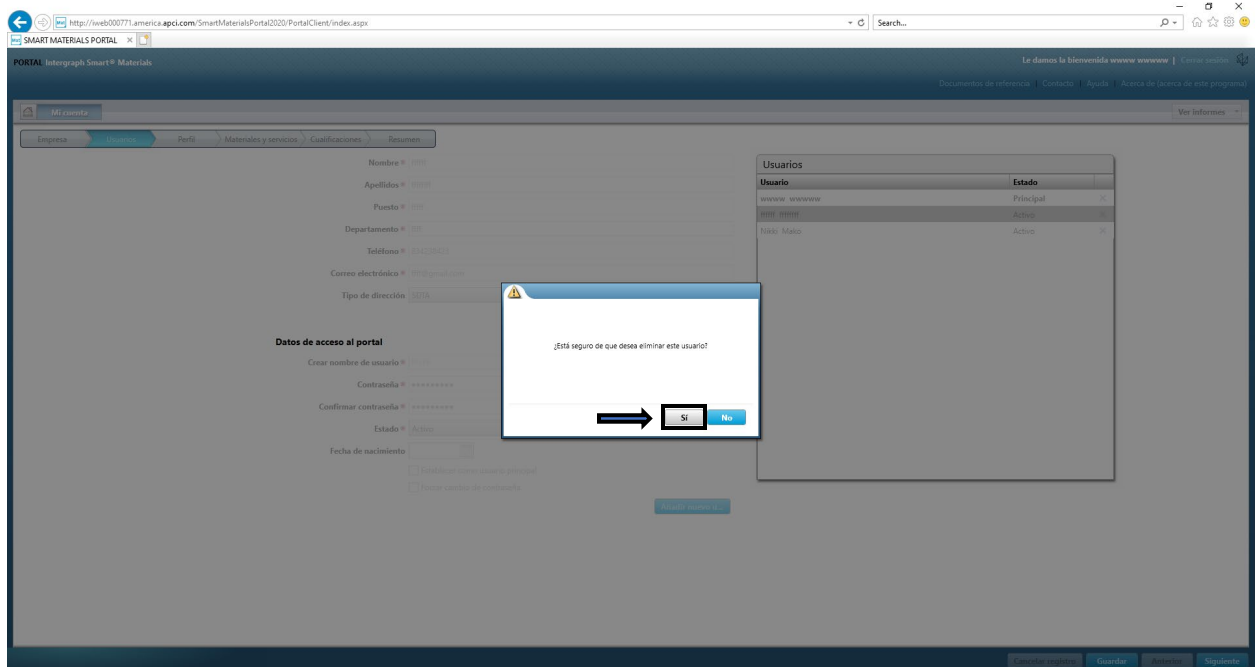 http://iweb000771.america.apci.com/SmartMaterialsPortal2020/PortalClient/index.aspx
Search...
SMART MATERIALS PORTAL
PORTAL Intergraph Smart® Materials
Le damos la bienvenida wwww wwwww | Cerrar sesión
Documentos de referencia | Contacto | Ayuda | Acerca de (acerca de este programa)
Mi cuenta
Ver informes
Empresa Usuarios Perfil Materiales y servicios Cualificaciones Resumen
Nombre *
Apellidos *
Puesto *
Departamento *
Teléfono *
Correo electrónico *
Tipo de dirección
Datos de acceso al portal
Crear nombre de usuario *
Contraseña *
Confirmar contraseña *
Estado * Activo
Fecha de nacimiento
Usuarios
Usuario Estado
wwww wwwww Principal
Activo
Nikki Mako Activo
¿Está seguro de que desea eliminar este usuario?
Sí No
Cancelar registro Guardar Anterior Siguiente